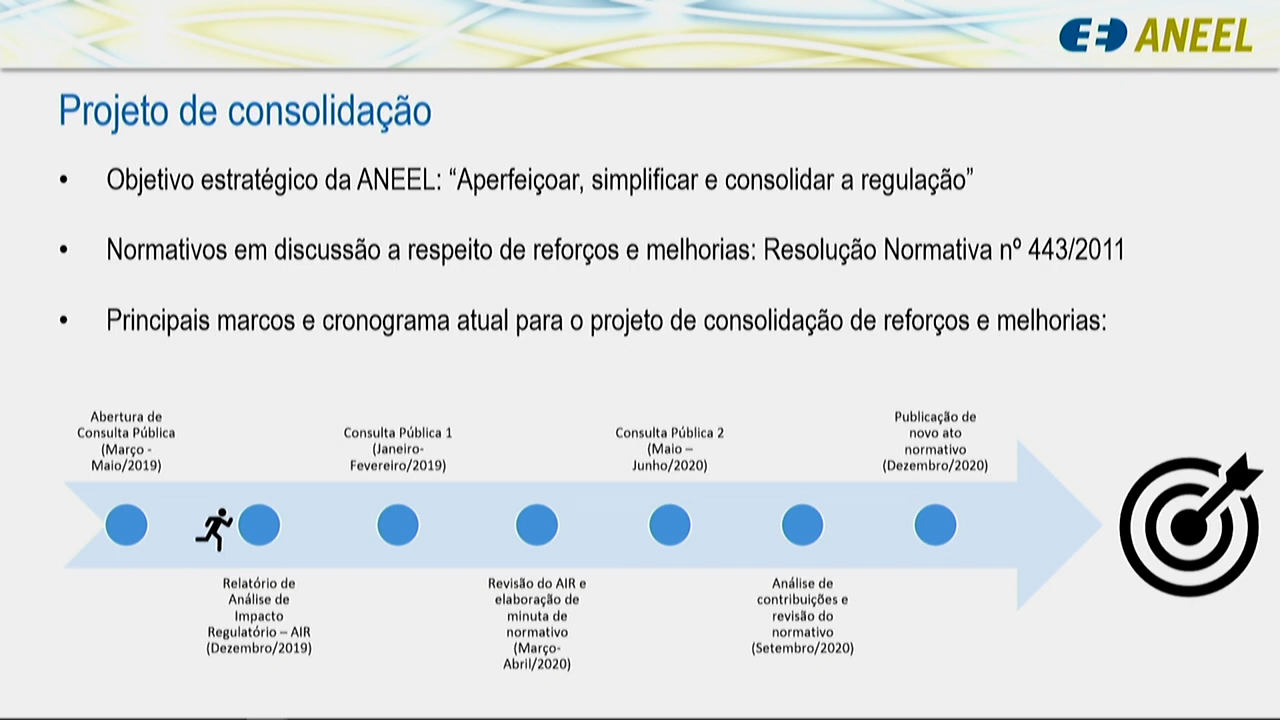 ANEEL
Projeto de consolidação
• Objetivo estratégico da ANEEL: “Aperfeiçoar, simplificar e consolidar a regulação”
• Normativos em discussão a respeito de reforços e melhorias: Resolução Normativa nº 443/2011
• Principais marcos e cronograma atual para o projeto de consolidação de reforços e melhorias:
Abertura de
Consulta Pública
(Março -
Maio/2019)
Relatório de
Análise de
Impacto
Regulatório – AIR
(Dezembro/2019)
Consulta Pública 1
(Janeiro-
Fevereiro/2019)
Revisão do AIR e
elaboração de
minuta de
normativo
(Março-
Abril/2020)
Consulta Pública 2
(Maio –
Junho/2020)
Análise de
contribuições e
revisão do
normativo
(Setembro/2020)
Publicação de
novo ato
normativo
(Dezembro/2020)